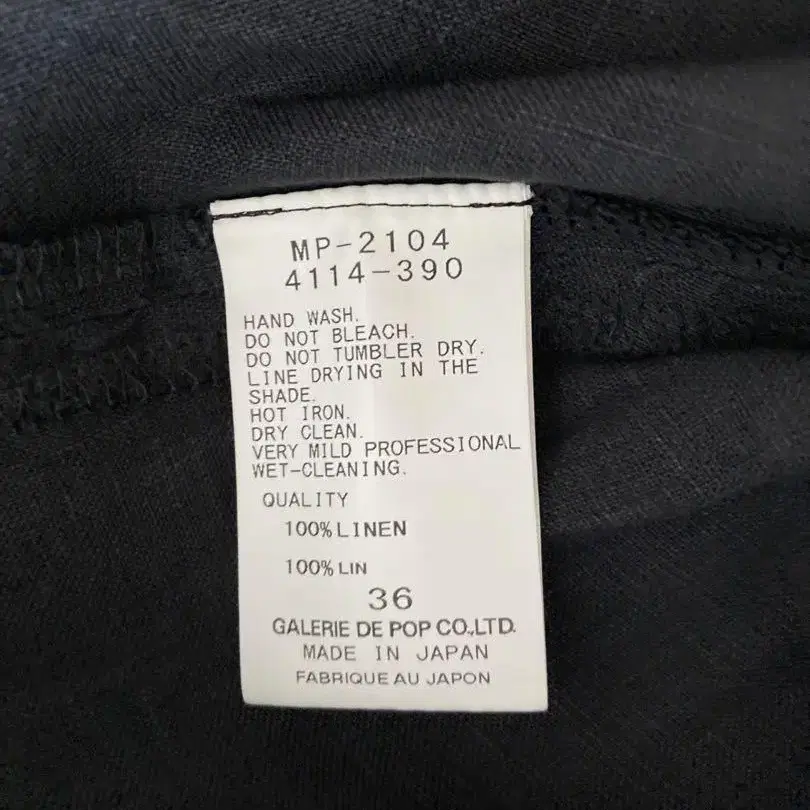 MP-2104
4114-390
HAND WASH.
DO NOT BLEACH.
DO NOT TUMBLER DRY.
LINE DRYING IN THE
SHADE.
HOT IRON.
DRY CLEAN.
VERY MILD PROFESSIONAL
WET-CLEANING.
QUALITY
100%LINEN
100%LIN
36
GALERIE DE POP CO.,LTD.
MADE IN JAPAN
FABRIQUE AU JAPON